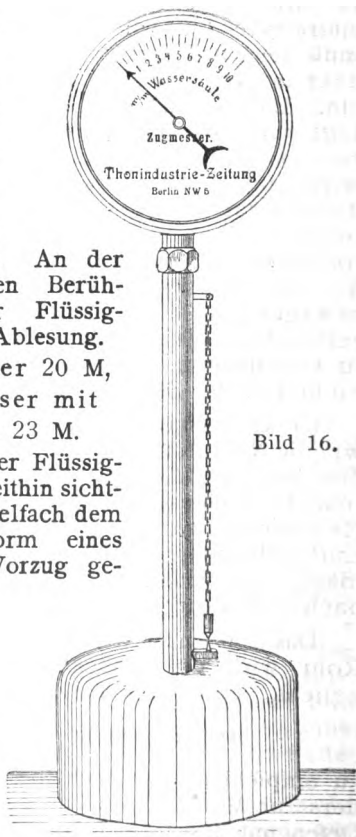 1 2 3 4 5 6 7 8 9 10
m/m Wassersäule
Zugmesser.
Thonindustrie-Zeitung
Berlin NW 5
An der
en Berüh-
r Flüssig-
Ablesung.
er 20 M,
ser mit
23 M.
er Flüssig-
eithin sicht-
elfach dem
orm eines
Vorzug ge-
Bild 16.